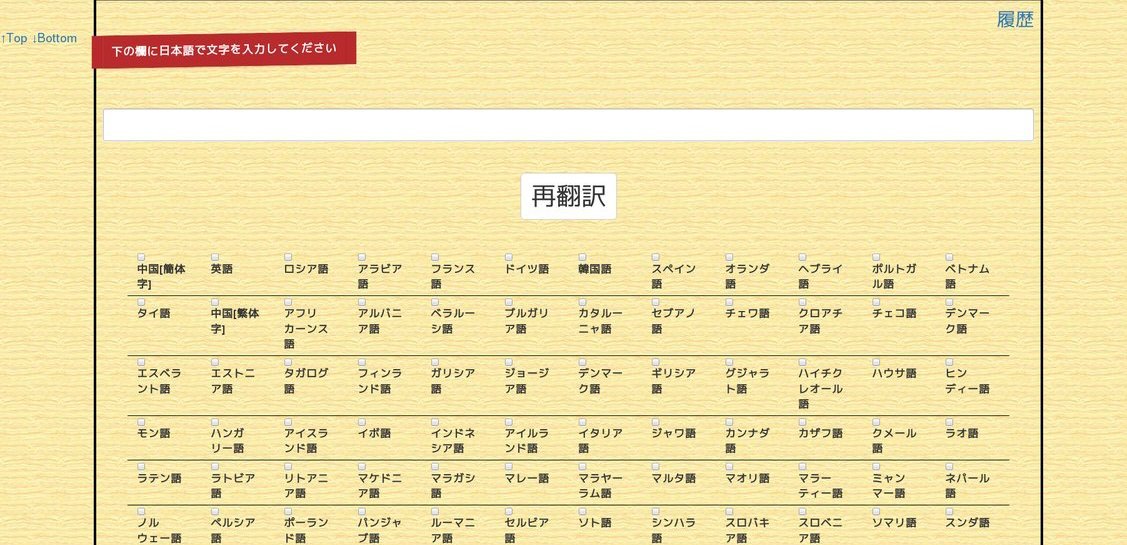 履歴
↑Top ↓Bottom
下の欄に日本語で文字を入力してください
再翻訳
中国[簡体字] 英語 ロシア語 アラビア語 フランス語 ドイツ語 韓国語 スペイン語 オランダ語 ヘブライ語 ポルトガル語 ベトナム語
タイ語 中国[繁体字] アフリカーンス語 アルバニア語 ベラルーシ語 ブルガリア語 カタルーニャ語 セブアノ語 チェワ語 クロアチア語 チェコ語 デンマーク語
エスペラント語 エストニア語 タガログ語 フィンランド語 ガリシア語 ジョージア語 デンマーク語 ギリシア語 グジャラト語 ハイチクレオール語 ハウサ語 ヒンディー語
モン語 ハンガリー語 アイスランド語 イボ語 インドネシア語 アイルランド語 イタリア語 ジャワ語 カンナダ語 カザフ語 クメール語 ラオ語
ラテン語 ラトビア語 リトアニア語 マケドニア語 マラガシ語 マレー語 マラヤーラム語 マルタ語 マオリ語 マラーティー語 ミャンマー語 ネパール語
ノルウェー語 ペルシア語 ポーランド語 パンジャブ語 ルーマニア語 セルビア語 ソト語 シンハラ語 スロバキア語 スロベニア語 ソマリ語 スンダ語